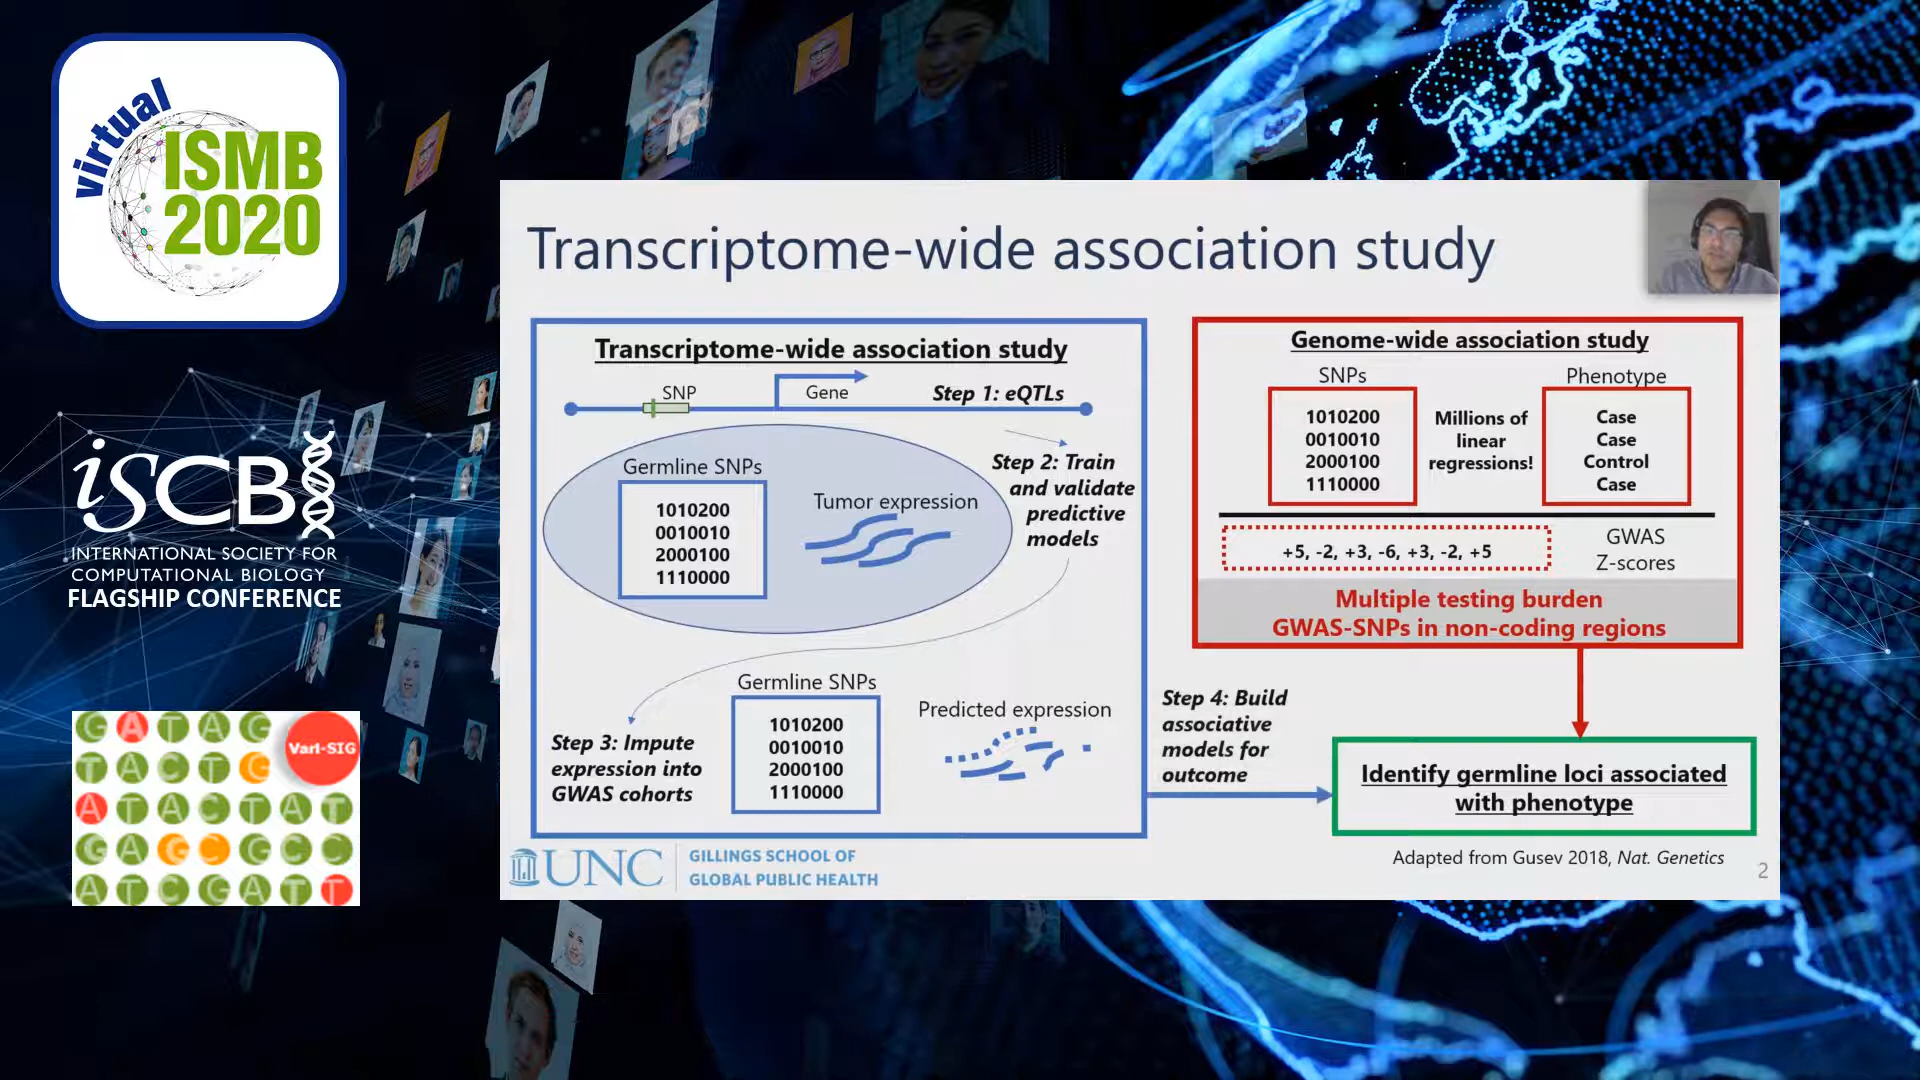 virtual
ISMB
2020
iSCB
INTERNATIONAL SOCIETY FOR
COMPUTATIONAL BIOLOGY
FLAGSHIP CONFERENCE
GATAG
Vari-SIG
TACTG
ATACTAT
GAGCGCC
ATCGATT
Transcriptome-wide association study
Transcriptome-wide association study
SNP
Gene
Step 1: eQTLs
Germline SNPs
1010200
0010010
2000100
1110000
Tumor expression
Step 2: Train
and validate
predictive
models
Germline SNPs
1010200
0010010
2000100
1110000
Predicted expression
Step 3: Impute
expression into
GWAS cohorts
Step 4: Build
associative
models for
outcome
Genome-wide association study
SNPs
1010200
0010010
2000100
1110000
Millions of
linear
regressions!
Phenotype
Case
Case
Control
Case
+5, -2, +3, -6, +3, -2, +5
GWAS
Z-scores
Multiple testing burden
GWAS-SNPs in non-coding regions
Identify germline loci associated
with phenotype
UNC
GILLINGS SCHOOL OF
GLOBAL PUBLIC HEALTH
Adapted from Gusev 2018, Nat. Genetics
2